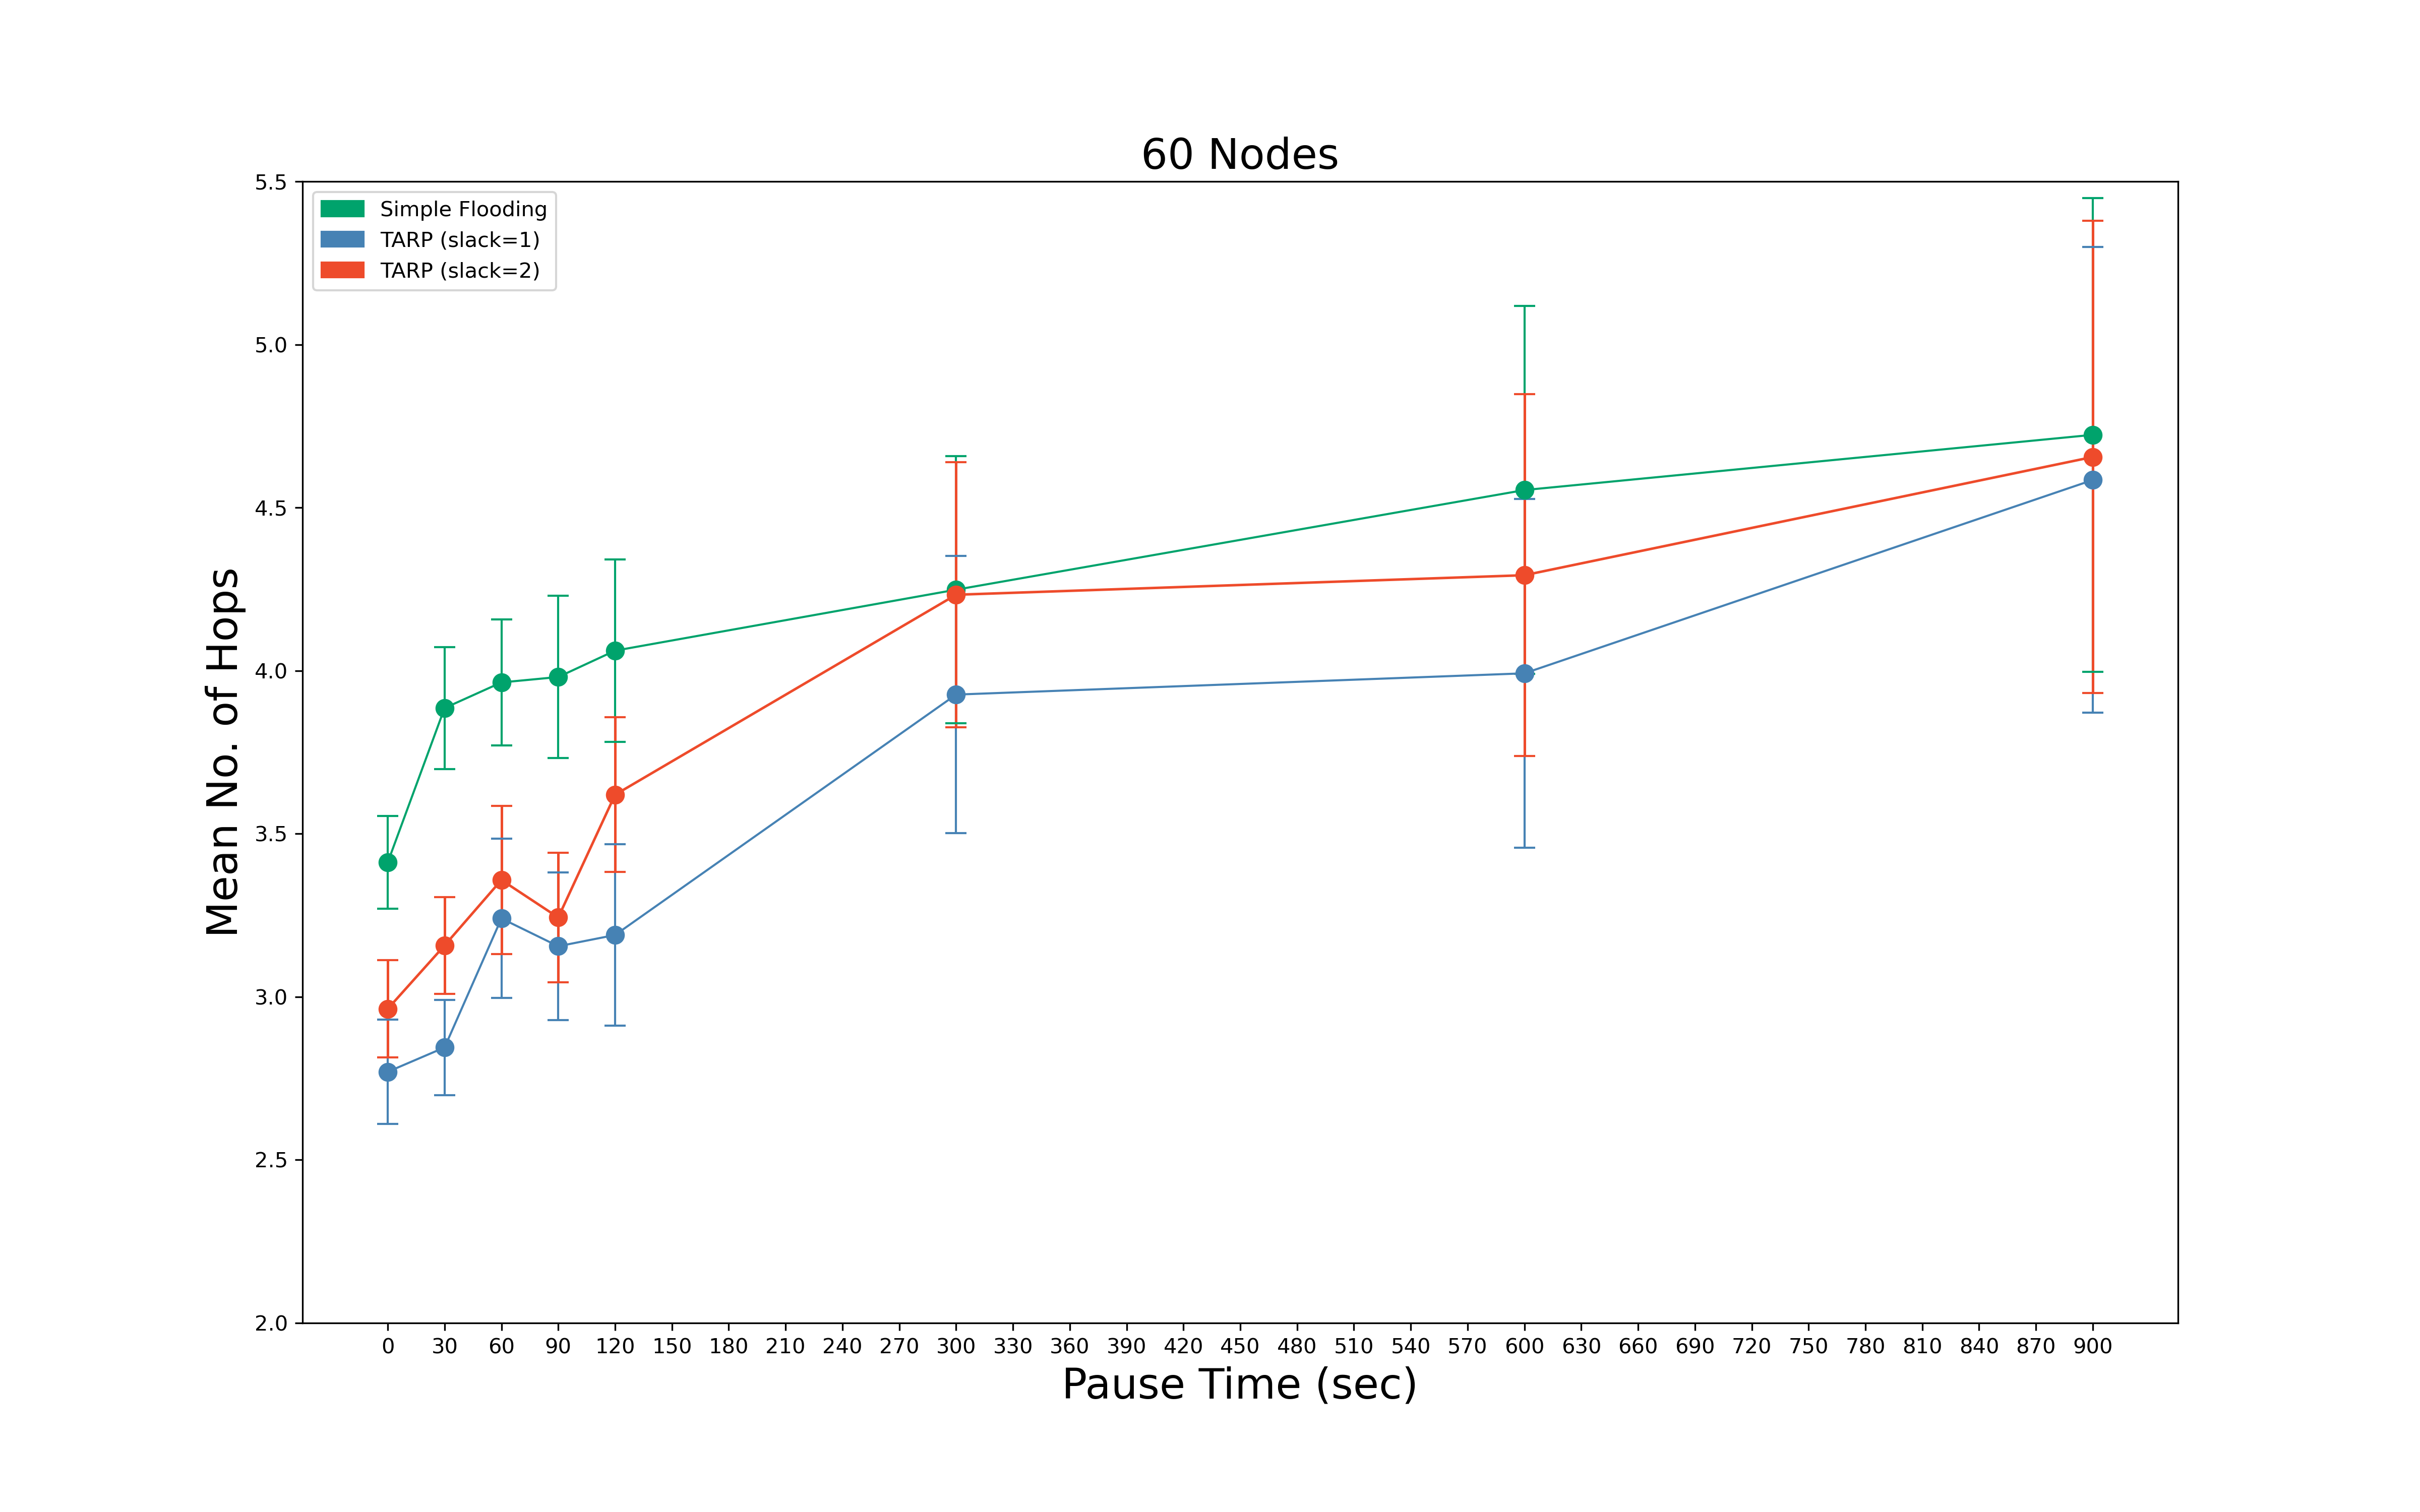 60 Nodes
Simple Flooding
TARP (slack=1)
TARP (slack=2)
Mean No. of Hops
5.5
5.0
4.5
4.0
3.5
3.0
2.5
2.0
0 30 60 90 120 150 180 210 240 270 300 330 360 390 420 450 480 510 540 570 600 630 660 690 720 750 780 810 840 870 900
Pause Time (sec)